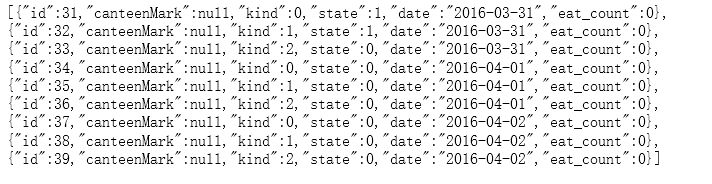 [{"id":31,"canteenMark":null,"kind":0,"state":1,"date":"2016-03-31","eat_count":0},
{"id":32,"canteenMark":null,"kind":1,"state":1,"date":"2016-03-31","eat_count":0},
{"id":33,"canteenMark":null,"kind":2,"state":0,"date":"2016-03-31","eat_count":0},
{"id":34,"canteenMark":null,"kind":0,"state":0,"date":"2016-04-01","eat_count":0},
{"id":35,"canteenMark":null,"kind":1,"state":0,"date":"2016-04-01","eat_count":0},
{"id":36,"canteenMark":null,"kind":2,"state":0,"date":"2016-04-01","eat_count":0},
{"id":37,"canteenMark":null,"kind":0,"state":0,"date":"2016-04-02","eat_count":0},
{"id":38,"canteenMark":null,"kind":1,"state":0,"date":"2016-04-02","eat_count":0},
{"id":39,"canteenMark":null,"kind":2,"state":0,"date":"2016-04-02","eat_count":0}]